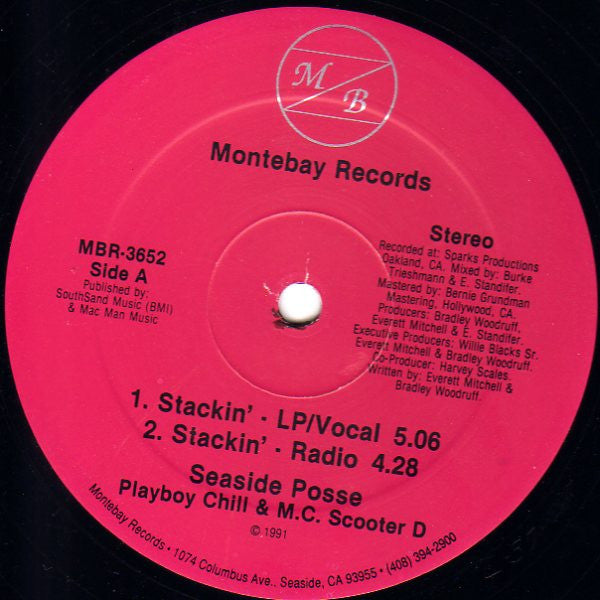 M
B
Montebay Records
MBR-3652
Side A
Published by:
SouthSand Music (BMI)
& Mac Man Music
Stereo
Recorded at: Sparks Productions
Oakland, CA. Mixed by: Burke
Trieshmann & E. Standifer.
Mastered by: Bernie Grundman
Mastering, Hollywood, CA.
Producers: Bradley Woodruff,
Everett Mitchell & E. Standifer.
Executive Producers: Willie Blacks Sr.
Everett Mitchell & Bradley Woodruff.
Co-Producer: Harvey Scales.
Written by: Everett Mitchell &
Bradley Woodruff.
1. Stackin' - LP/Vocal 5.06
2. Stackin' - Radio 4.28
Seaside Posse
Playboy Chill & M.C. Scooter D
© 1991
Montebay Records • 1074 Columbus Ave., Seaside, CA 93955 • (408) 394-2900